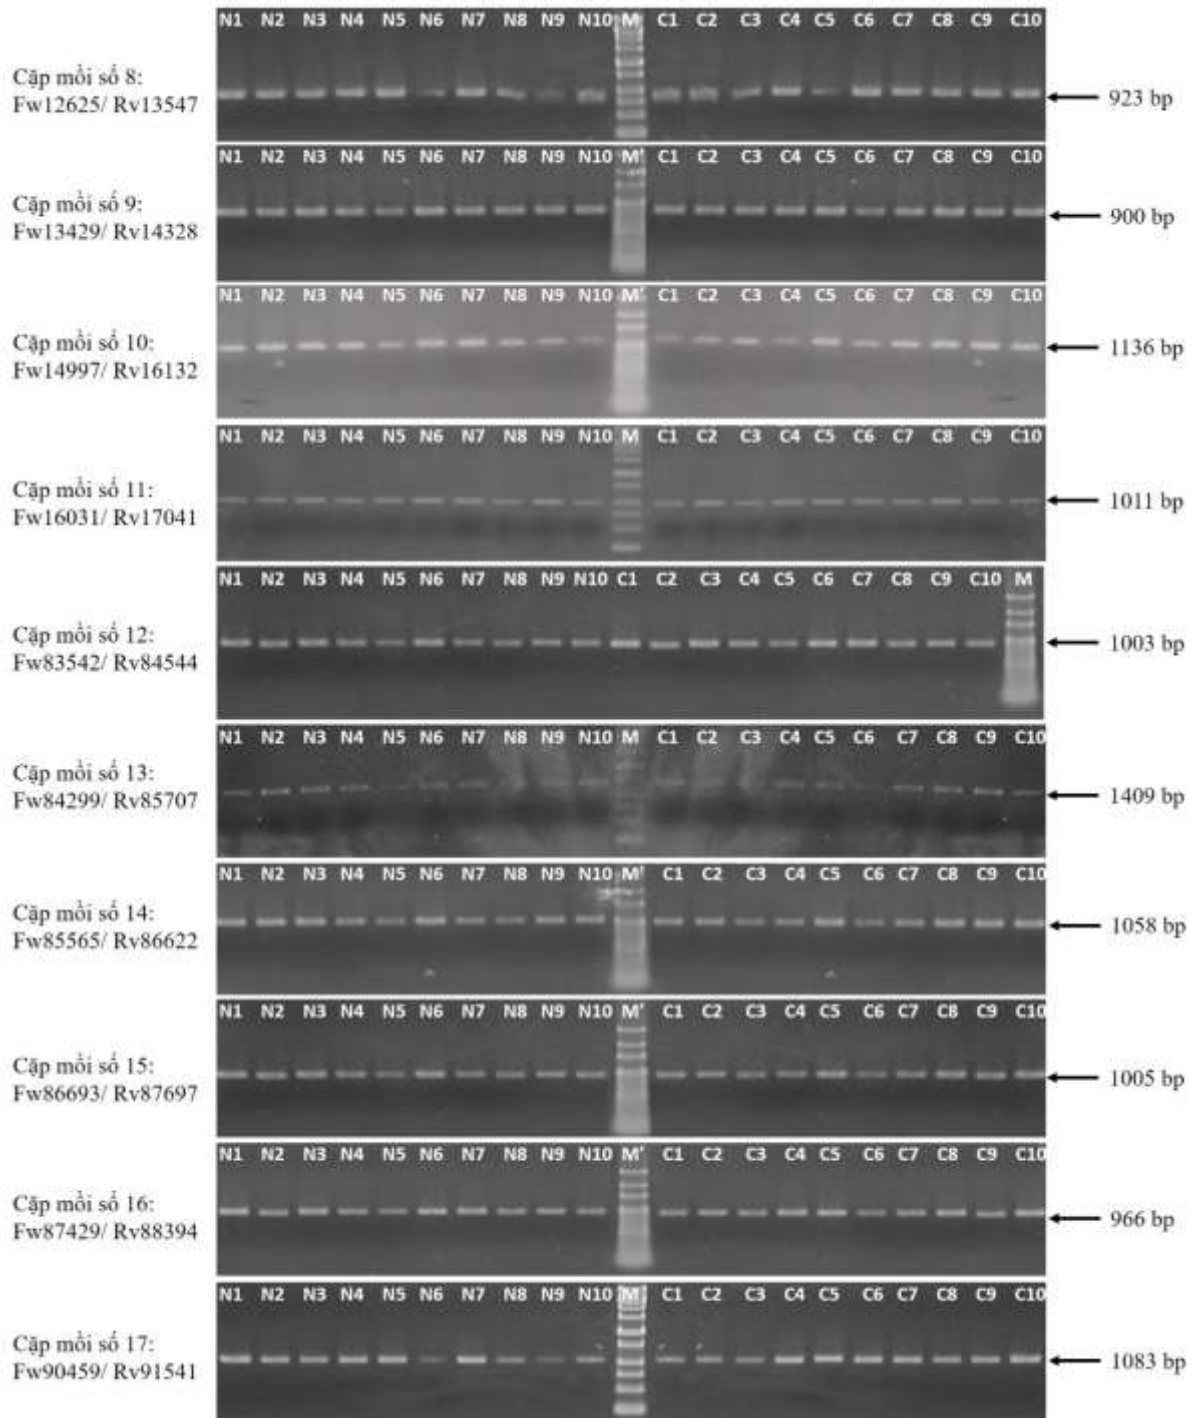 N1 N2 N3 N4 N5 N6 N7 N8 N9 N10 M C1 C2 C3 C4 C5 C6 C7 C8 C9 C10
Cặp mồi số 8:
Fw12625/ Rv13547
923 bp
N1 N2 N3 N4 N5 N6 N7 N8 N9 N10 M' C1 C2 C3 C4 C5 C6 C7 C8 C9 C10
Cặp mồi số 9:
Fw13429/ Rv14328
900 bp
N1 N2 N3 N4 N5 N6 N7 N8 N9 N10 M' C1 C2 C3 C4 C5 C6 C7 C8 C9 C10
Cặp mồi số 10:
Fw14997/ Rv16132
1136 bp
N1 N2 N3 N4 N5 N6 N7 N8 N9 N10 M C1 C2 C3 C4 C5 C6 C7 C8 C9 C10
Cặp mồi số 11:
Fw16031/ Rv17041
1011 bp
N1 N2 N3 N4 N5 N6 N7 N8 N9 N10 C1 C2 C3 C4 C5 C6 C7 C8 C9 C10 M
Cặp mồi số 12:
Fw83542/ Rv84544
1003 bp
N1 N2 N3 N4 N5 N6 N7 N8 N9 N10 M C1 C2 C3 C4 C5 C6 C7 C8 C9 C10
Cặp mồi số 13:
Fw84299/ Rv85707
1409 bp
N1 N2 N3 N4 N5 N6 N7 N8 N9 N10 M' C1 C2 C3 C4 C5 C6 C7 C8 C9 C10
Cặp mồi số 14:
Fw85565/ Rv86622
1058 bp
N1 N2 N3 N4 N5 N6 N7 N8 N9 N10 M' C1 C2 C3 C4 C5 C6 C7 C8 C9 C10
Cặp mồi số 15:
Fw86693/ Rv87697
1005 bp
N1 N2 N3 N4 N5 N6 N7 N8 N9 N10 M' C1 C2 C3 C4 C5 C6 C7 C8 C9 C10
Cặp mồi số 16:
Fw87429/ Rv88394
966 bp
N1 N2 N3 N4 N5 N6 N7 N8 N9 N10 M C1 C2 C3 C4 C5 C6 C7 C8 C9 C10
Cặp mồi số 17:
Fw90459/ Rv91541
1083 bp